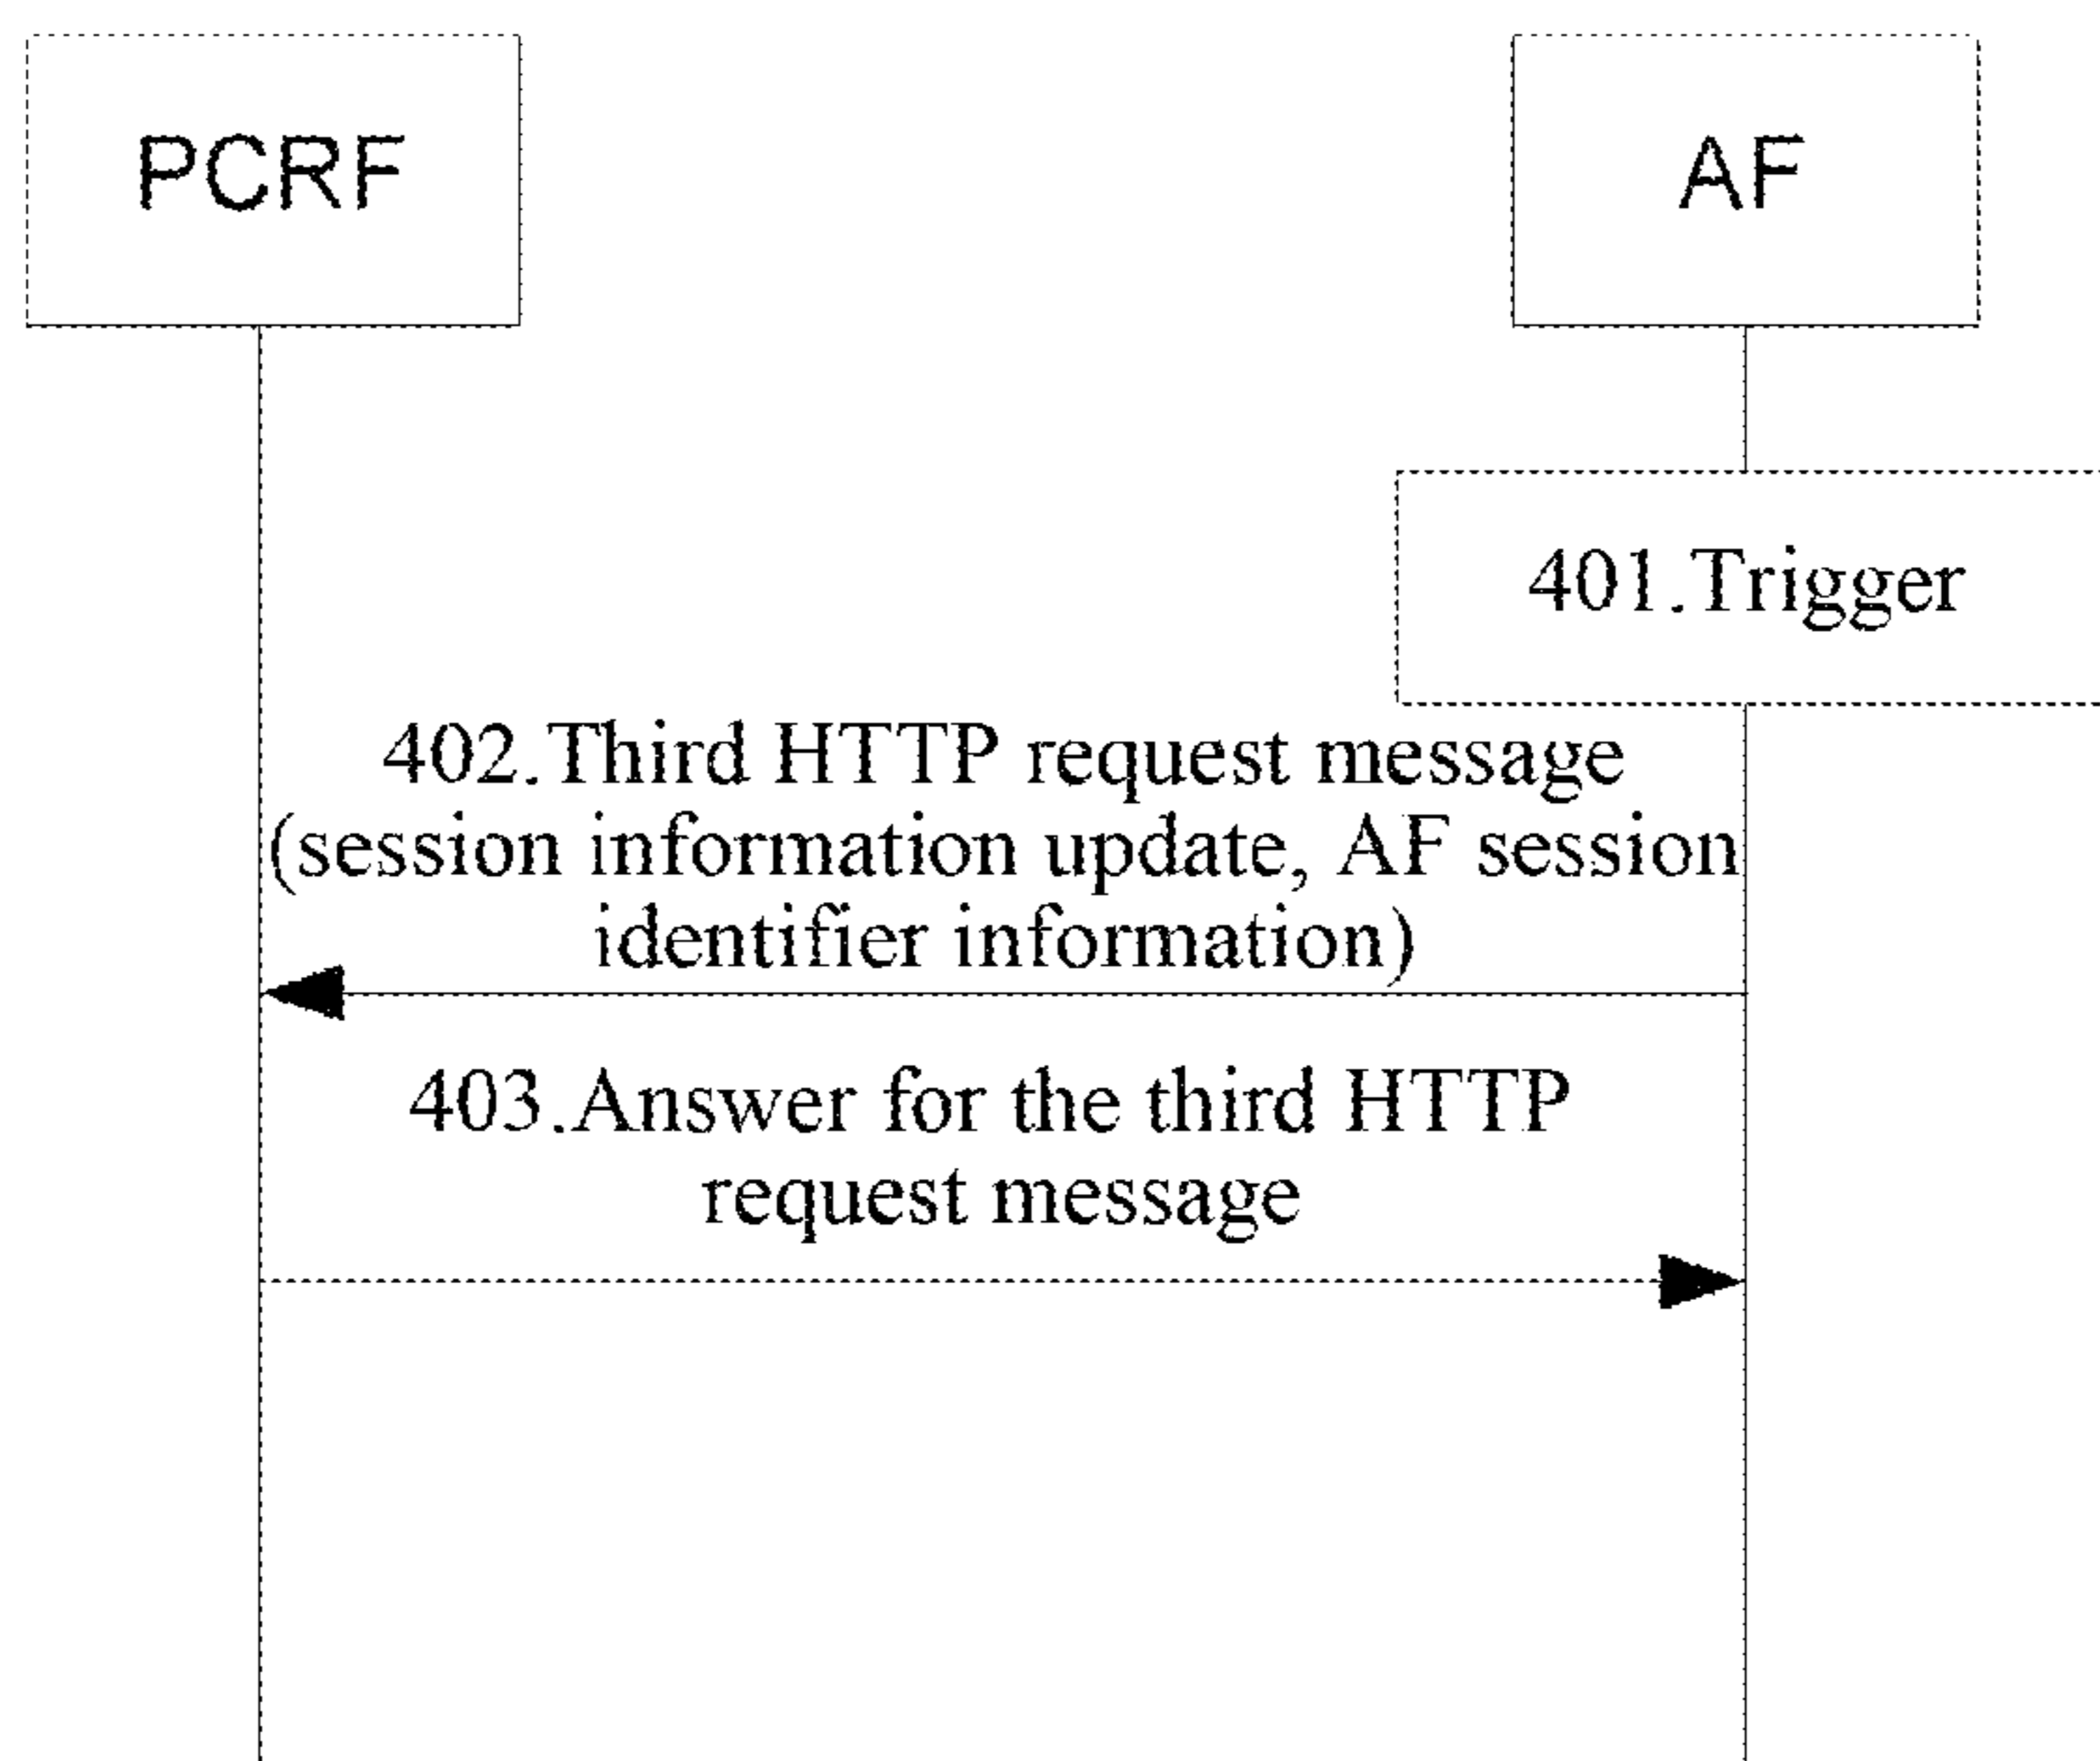 PCRF
AF
401.Trigger
402.Third HTTP request message
(session information update, AF session
identifier information)
403.Answer for the third HTTP
request message